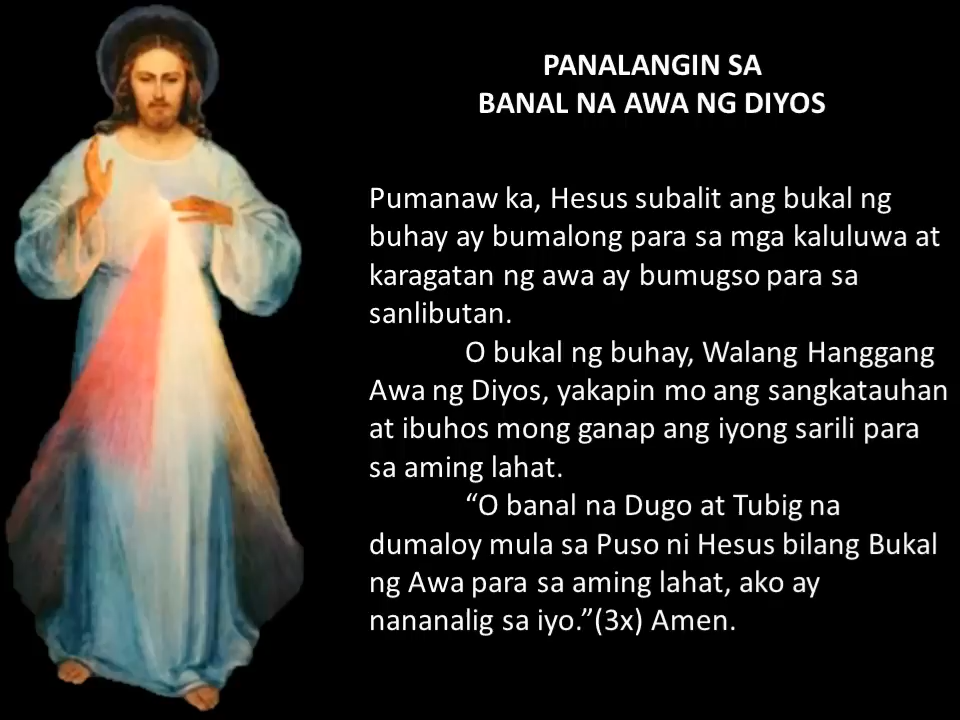 PANALANGIN SA
BANAL NA AWA NG DIYOS
Pumanaw ka, Hesus subalit ang bukal ng
buhay ay bumalong para sa mga kaluluwa at
karagatan ng awa ay bumugso para sa
sanlibutan.
O bukal ng buhay, Walang Hanggang
Awa ng Diyos, yakapin mo ang sangkatauhan
at ibuhos mong ganap ang iyong sarili para
sa aming lahat.
“O banal na Dugo at Tubig na
dumaloy mula sa Puso ni Hesus bilang Bukal
ng Awa para sa aming lahat, ako ay
nananalig sa iyo.”(3x) Amen.